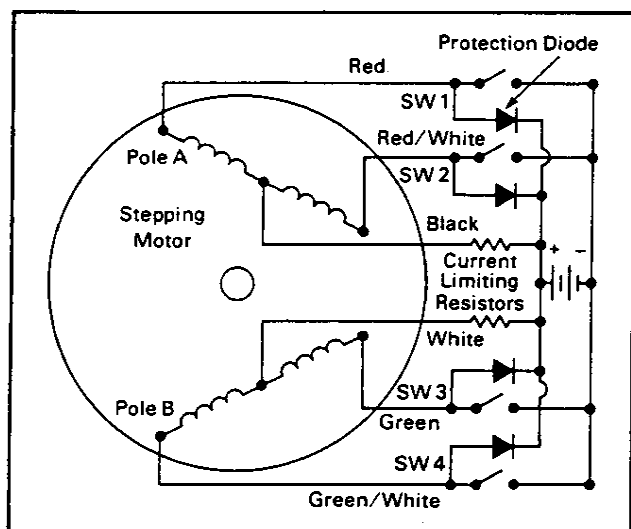 Protection Diode
Red
SW 1
Red/White
Pole A
SW 2
Stepping
Motor
Black
+ −
Current
Limiting
Resistors
White
Pole B
SW 3
Green
SW 4
Green/White